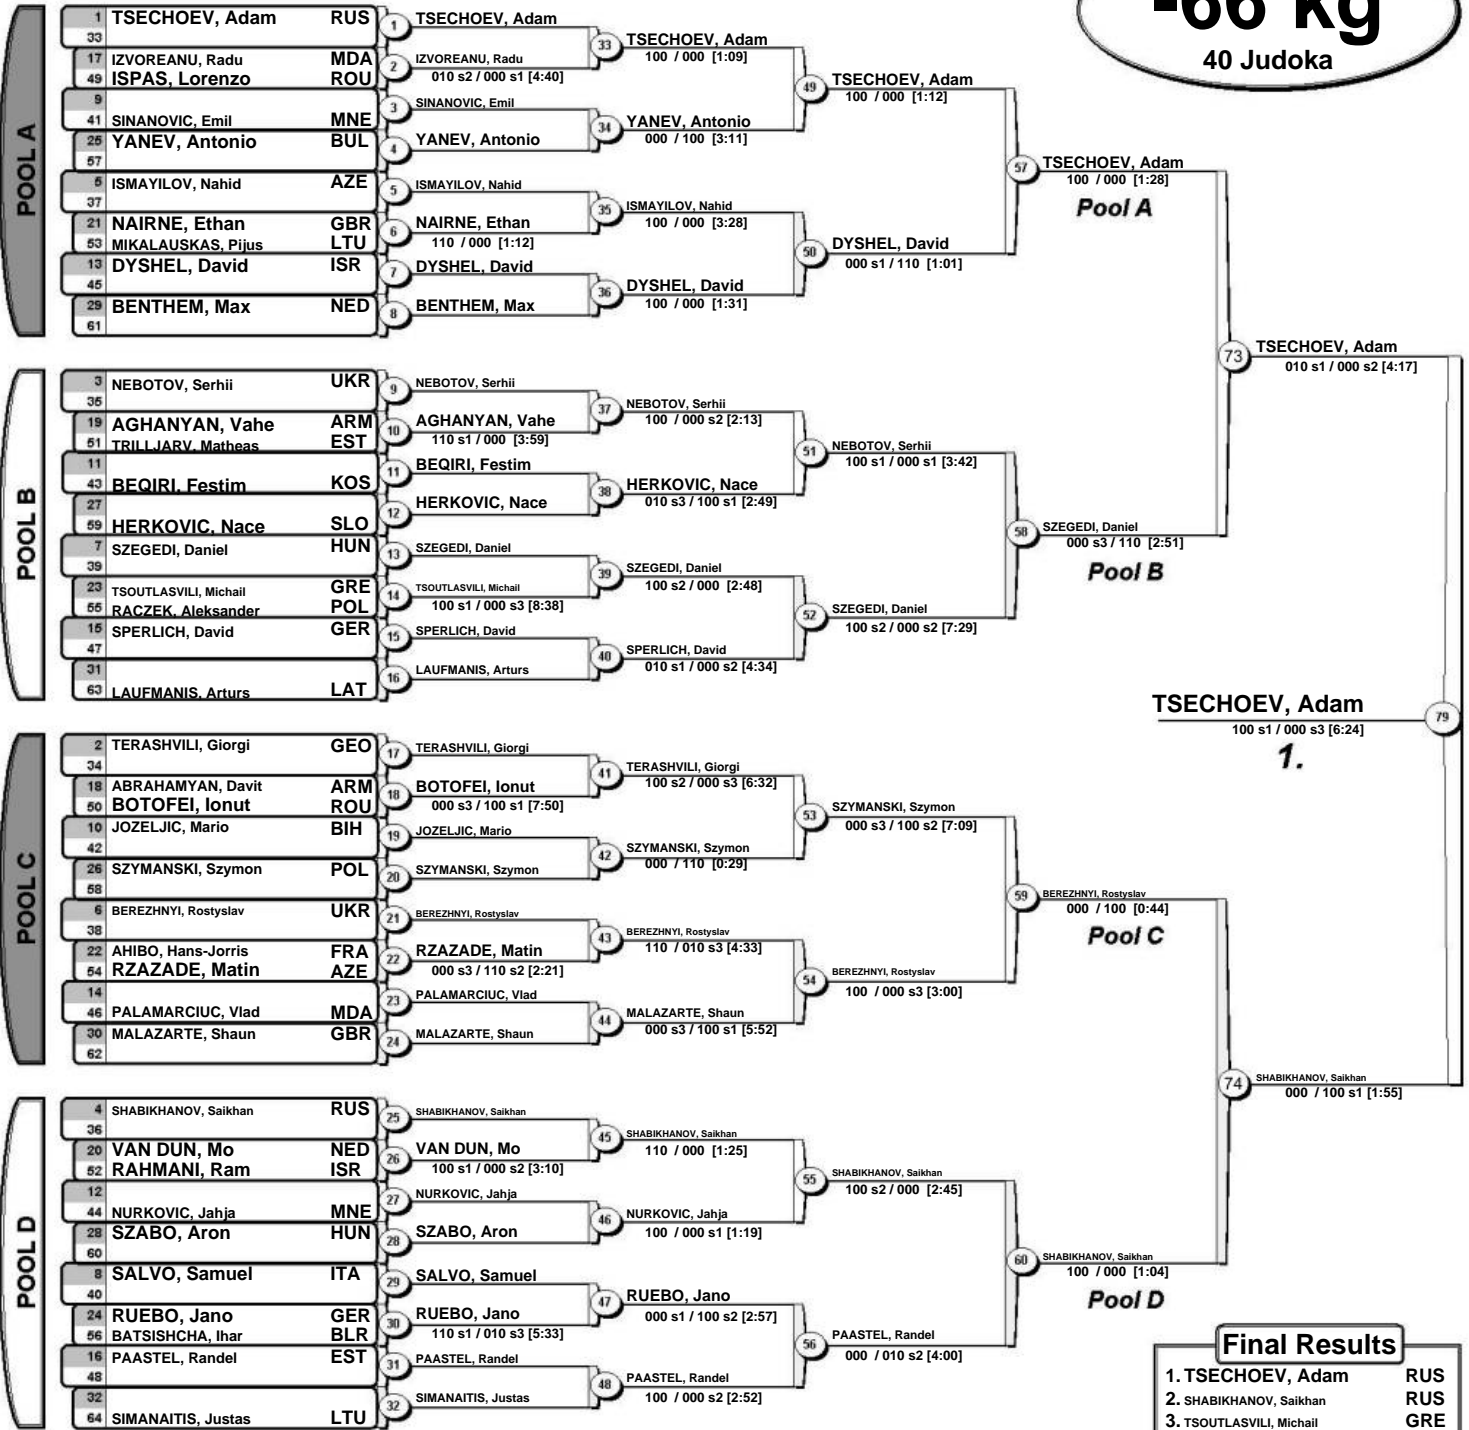 -66 kg
40 Judoka
POOL A
1 TSECHOEV, Adam RUS
33
17 IZVOREANU, Radu MDA
49 ISPAS, Lorenzo ROU
9
41 SINANOVIC, Emil MNE
25 YANEV, Antonio BUL
57
5 ISMAYILOV, Nahid AZE
37
21 NAIRNE, Ethan GBR
53 MIKALAUSKAS, Pijus LTU
13 DYSHEL, David ISR
45
29 BENTHEM, Max NED
61
1 TSECHOEV, Adam
2 IZVOREANU, Radu
010 s2 / 000 s1 [4:40]
3 SINANOVIC, Emil
4 YANEV, Antonio
5 ISMAYILOV, Nahid
6 NAIRNE, Ethan
110 / 000 [1:12]
7 DYSHEL, David
8 BENTHEM, Max
33 TSECHOEV, Adam
100 / 000 [1:09]
34 YANEV, Antonio
000 / 100 [3:11]
35 ISMAYILOV, Nahid
100 / 000 [3:28]
36 DYSHEL, David
100 / 000 [1:31]
49 TSECHOEV, Adam
100 / 000 [1:12]
50 DYSHEL, David
000 s1 / 110 [1:01]
57 TSECHOEV, Adam
100 / 000 [1:28]
Pool A
POOL B
3 NEBOTOV, Serhii UKR
35
19 AGHANYAN, Vahe ARM
51 TRILLJARV, Matheas EST
11
43 BEQIRI, Festim KOS
27
59 HERKOVIC, Nace SLO
7 SZEGEDI, Daniel HUN
39
23 TSOUTLASVILI, Michail GRE
55 RACZEK, Aleksander POL
15 SPERLICH, David GER
47
31
63 LAUFMANIS, Arturs LAT
9 NEBOTOV, Serhii
10 AGHANYAN, Vahe
110 s1 / 000 [3:59]
11 BEQIRI, Festim
12 HERKOVIC, Nace
13 SZEGEDI, Daniel
14 TSOUTLASVILI, Michail
100 s1 / 000 s3 [8:38]
15 SPERLICH, David
16 LAUFMANIS, Arturs
37 NEBOTOV, Serhii
100 / 000 s2 [2:13]
38 HERKOVIC, Nace
010 s3 / 100 s1 [2:49]
39 SZEGEDI, Daniel
100 s2 / 000 [2:48]
40 SPERLICH, David
010 s1 / 000 s2 [4:34]
51 NEBOTOV, Serhii
100 s1 / 000 s1 [3:42]
52 SZEGEDI, Daniel
100 s2 / 000 s2 [7:29]
58 SZEGEDI, Daniel
000 s3 / 110 [2:51]
Pool B
73 TSECHOEV, Adam
010 s1 / 000 s2 [4:17]
TSECHOEV, Adam 79
100 s1 / 000 s3 [6:24]
1.
POOL C
2 TERASHVILI, Giorgi GEO
34
18 ABRAHAMYAN, Davit ARM
50 BOTOFEI, Ionut ROU
10 JOZELJIC, Mario BIH
42
26 SZYMANSKI, Szymon POL
58
6 BEREZHNYI, Rostyslav UKR
38
22 AHIBO, Hans-Jorris FRA
54 RZAZADE, Matin AZE
14
46 PALAMARCIUC, Vlad MDA
30 MALAZARTE, Shaun GBR
62
17 TERASHVILI, Giorgi
18 BOTOFEI, Ionut
000 s3 / 100 s1 [7:50]
19 JOZELJIC, Mario
20 SZYMANSKI, Szymon
21 BEREZHNYI, Rostyslav
22 RZAZADE, Matin
000 s3 / 110 s2 [2:21]
23 PALAMARCIUC, Vlad
24 MALAZARTE, Shaun
41 TERASHVILI, Giorgi
100 s2 / 000 s3 [6:32]
42 SZYMANSKI, Szymon
000 / 110 [0:29]
43 BEREZHNYI, Rostyslav
110 / 010 s3 [4:33]
44 MALAZARTE, Shaun
000 s3 / 100 s1 [5:52]
53 SZYMANSKI, Szymon
000 s3 / 100 s2 [7:09]
54 BEREZHNYI, Rostyslav
100 / 000 s3 [3:00]
59 BEREZHNYI, Rostyslav
000 / 100 [0:44]
Pool C
POOL D
4 SHABIKHANOV, Saikhan RUS
36
20 VAN DUN, Mo NED
52 RAHMANI, Ram ISR
12
44 NURKOVIC, Jahja MNE
28 SZABO, Aron HUN
60
8 SALVO, Samuel ITA
40
24 RUEBO, Jano GER
56 BATSISHCHA, Ihar BLR
16 PAASTEL, Randel EST
48
32
64 SIMANAITIS, Justas LTU
25 SHABIKHANOV, Saikhan
26 VAN DUN, Mo
100 s1 / 000 s2 [3:10]
27 NURKOVIC, Jahja
28 SZABO, Aron
29 SALVO, Samuel
30 RUEBO, Jano
110 s1 / 010 s3 [5:33]
31 PAASTEL, Randel
32 SIMANAITIS, Justas
45 SHABIKHANOV, Saikhan
110 / 000 [1:25]
46 NURKOVIC, Jahja
100 / 000 s1 [1:19]
47 RUEBO, Jano
000 s1 / 100 s2 [2:57]
48 PAASTEL, Randel
100 / 000 s2 [2:52]
55 SHABIKHANOV, Saikhan
100 s2 / 000 [2:45]
56 PAASTEL, Randel
000 / 010 s2 [4:00]
60 SHABIKHANOV, Saikhan
100 / 000 [1:04]
Pool D
74 SHABIKHANOV, Saikhan
000 / 100 s1 [1:55]
Final Results
1. TSECHOEV, Adam RUS
2. SHABIKHANOV, Saikhan RUS
3. TSOUTLASVILI, Michail GRE